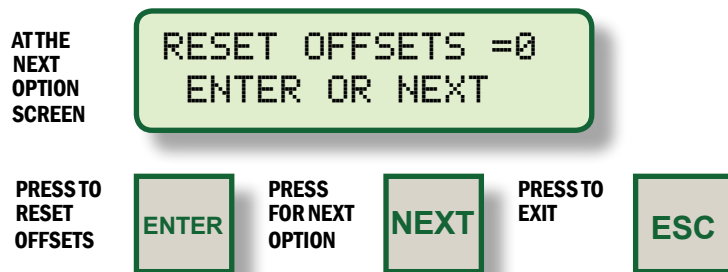 AT THE
NEXT
OPTION
SCREEN
RESET OFFSETS =0
ENTER OR NEXT
PRESS TO
RESET
OFFSETS
ENTER
PRESS
FOR NEXT
OPTION
NEXT
PRESS TO
EXIT
ESC